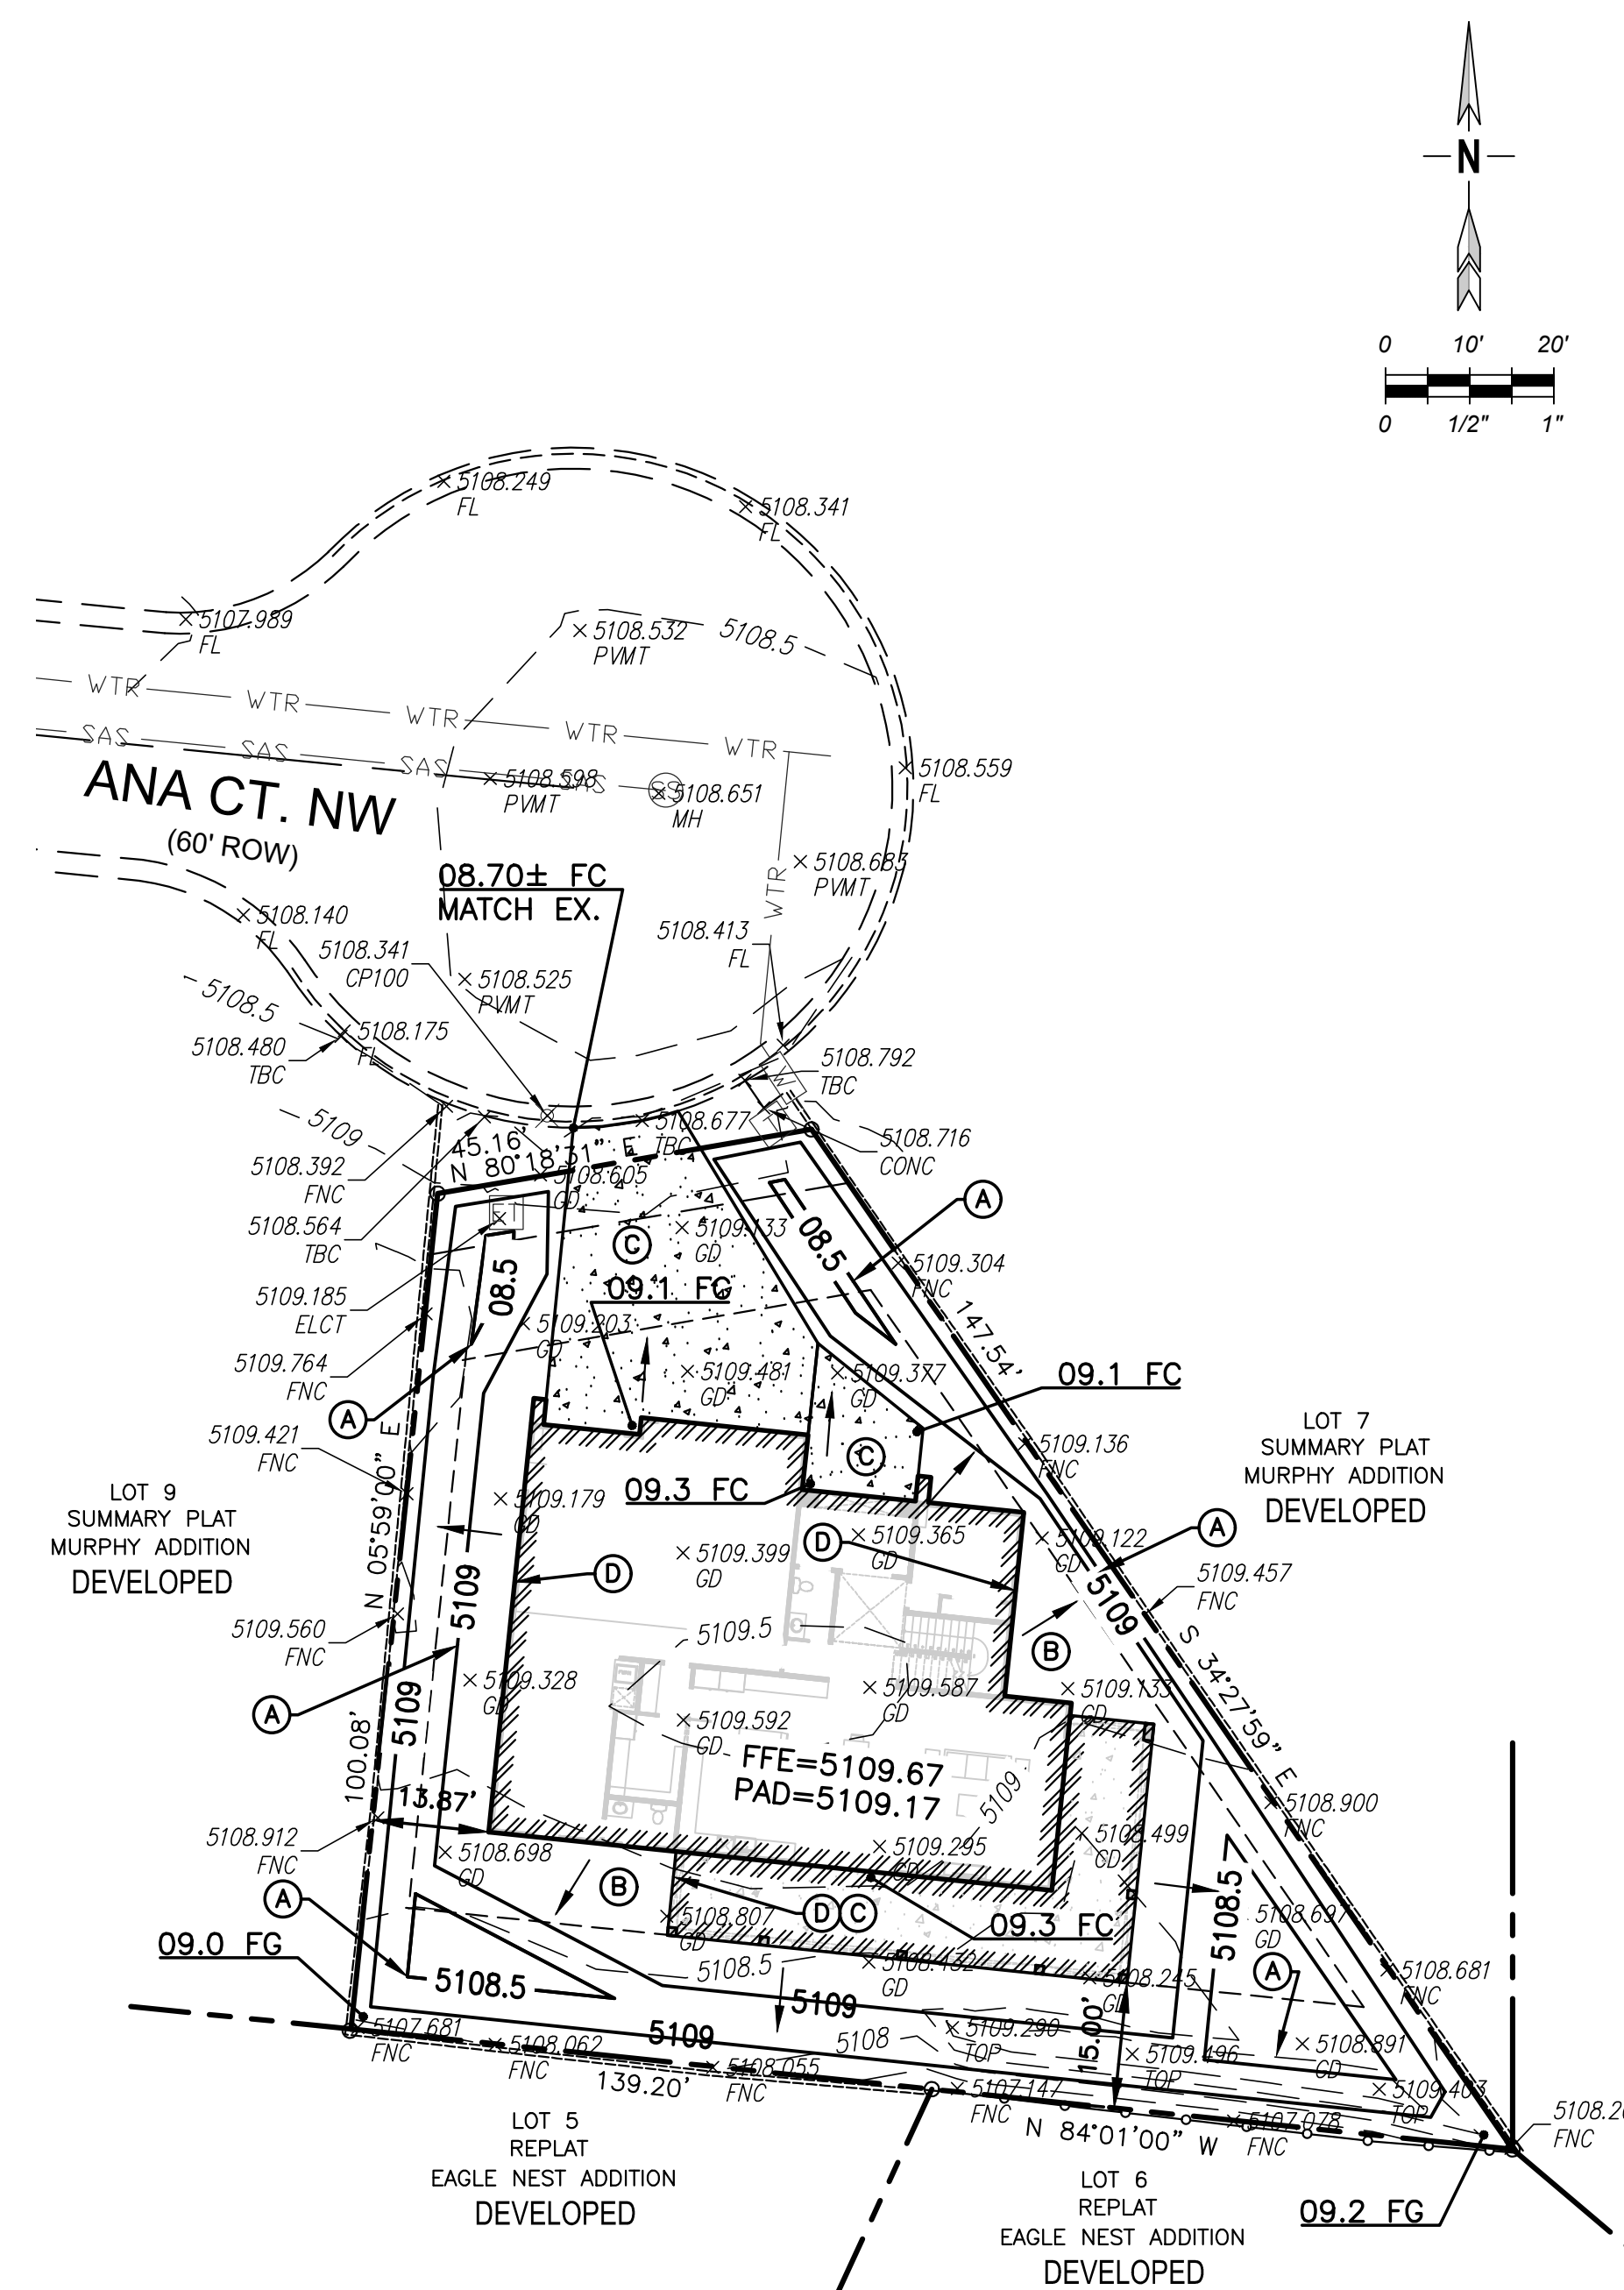 N
0 10' 20'
0 1/2" 1"
5108.249
FL
5108.341
FL
5107.989
FL
5108.532
PVMT
5108.5
WTR WTR WTR WTR WTR
SAS SAS SAS SAS
SS
5108.598
PVMT
5108.651
MH
5108.559
FL
ANA CT. NW
(60' ROW)
08.70± FC
MATCH EX.
5108.683
PVMT
WTR
5108.140
FL
5108.413
FL
5108.341
CP100
5108.525
PVMT
5108.5
5108.175
FL
5108.480
TBC
5108.792
TBC
W
5109
45.16'
N 80°18'31" E
5108.677
TBC
5108.716
CONC
5108.392
FNC
5108.605
GD
5108.564
TBC
ET
5109.133
GD
C
A
08.5
08.5
5109.304
FNC
5109.185
ELCT
09.1 FC
5109.203
GD
147.54'
5109.764
FNC
5109.481
GD
5109.377
GD
09.1 FC
A
5109.421
FNC
N 05°59'00" E
5109.136
FNC
LOT 7
SUMMARY PLAT
MURPHY ADDITION
DEVELOPED
C
LOT 9
SUMMARY PLAT
MURPHY ADDITION
DEVELOPED
5109.179
GD
09.3 FC
5109.365
GD
5109.122
GD
A
D
D
5109.399
GD
5109
5109
5109.457
FNC
5109.560
FNC
5109.5
B
S 34°27'59" E
5109.328
GD
5109.587
GD
5109.133
GD
A
5109
5109.592
GD
100.08'
FFE=5109.67
PAD=5109.17
5109
13.87'
5108.900
FNC
5108.912
FNC
5108.698
GD
5109.295
GD
5108.499
GD
A
B
D C
5108.807
GD
09.3 FC
5108.5
5108.697
GD
09.0 FG
5108.5
5108.5
5108.432
GD
5108.245
GD
A
5108.681
FNC
5109
5109
5107.681
FNC
5108.062
FNC
5108.055
FNC
5108
5109.290
TOP
15.00'
5109.496
TOP
5108.891
GD
139.20'
5107.147
FNC
5109.403
TOP
5107.078
FNC
FNC
N 84°01'00" W
LOT 5
REPLAT
EAGLE NEST ADDITION
DEVELOPED
LOT 6
REPLAT
EAGLE NEST ADDITION
DEVELOPED
09.2 FG